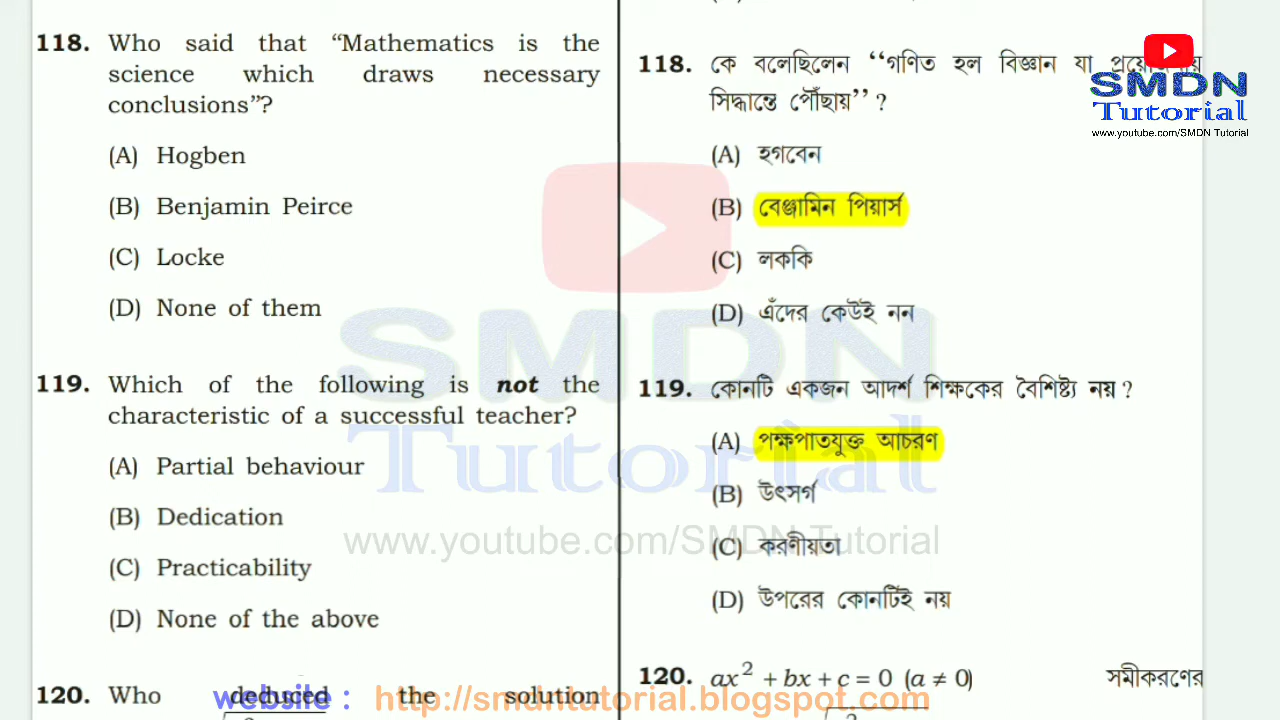 118. Who said that “Mathematics is the
science which draws necessary
conclusions”?
(A) Hogben
(B) Benjamin Peirce
(C) Locke
(D) None of them
119. Which of the following is not the
characteristic of a successful teacher?
(A) Partial behaviour
(B) Dedication
(C) Practicability
(D) None of the above
120. Who deduced the solution
118. কে বলেছিলেন ‘‘গণিত হল বিজ্ঞান যা
সিদ্ধান্তে পৌঁছায়’’ ?
(A) হগবেন
(B) বেঞ্জামিন পিয়ার্স
(C) লককি
(D) এঁদের কেউই নন
119. কোনটি একজন আদর্শ শিক্ষকের বৈশিষ্ট্য নয় ?
(A) পক্ষপাতযুক্ত আচরণ
(B) উৎসর্গ
(C) করণীয়তা
(D) উপরের কোনটিই নয়
120. ax² + bx + c = 0 (a ≠ 0) সমীকরণের
SMDN
Tutorial
www.youtube.com/SMDN Tutorial
SMDN
Tutorial
www.youtube.com/SMDN Tutorial
website : http://smdntutorial.blogspot.com